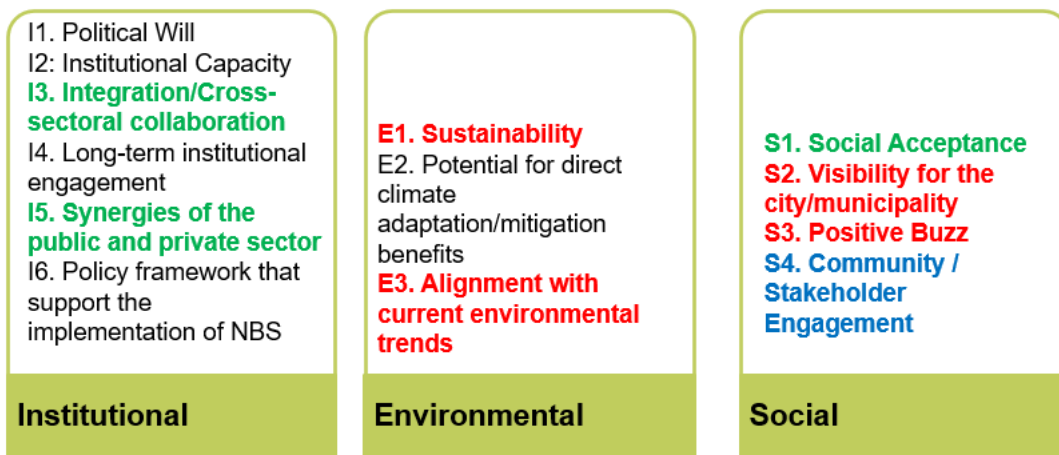 I1. Political Will
I2: Institutional Capacity
I3. Integration/Cross-
sectoral collaboration
I4. Long-term institutional
engagement
I5. Synergies of the
public and private sector
I6. Policy framework that
support the
implementation of NBS
Institutional
E1. Sustainability
E2. Potential for direct
climate
adaptation/mitigation
benefits
E3. Alignment with
current environmental
trends
Environmental
S1. Social Acceptance
S2. Visibility for the
city/municipality
S3. Positive Buzz
S4. Community /
Stakeholder
Engagement
Social